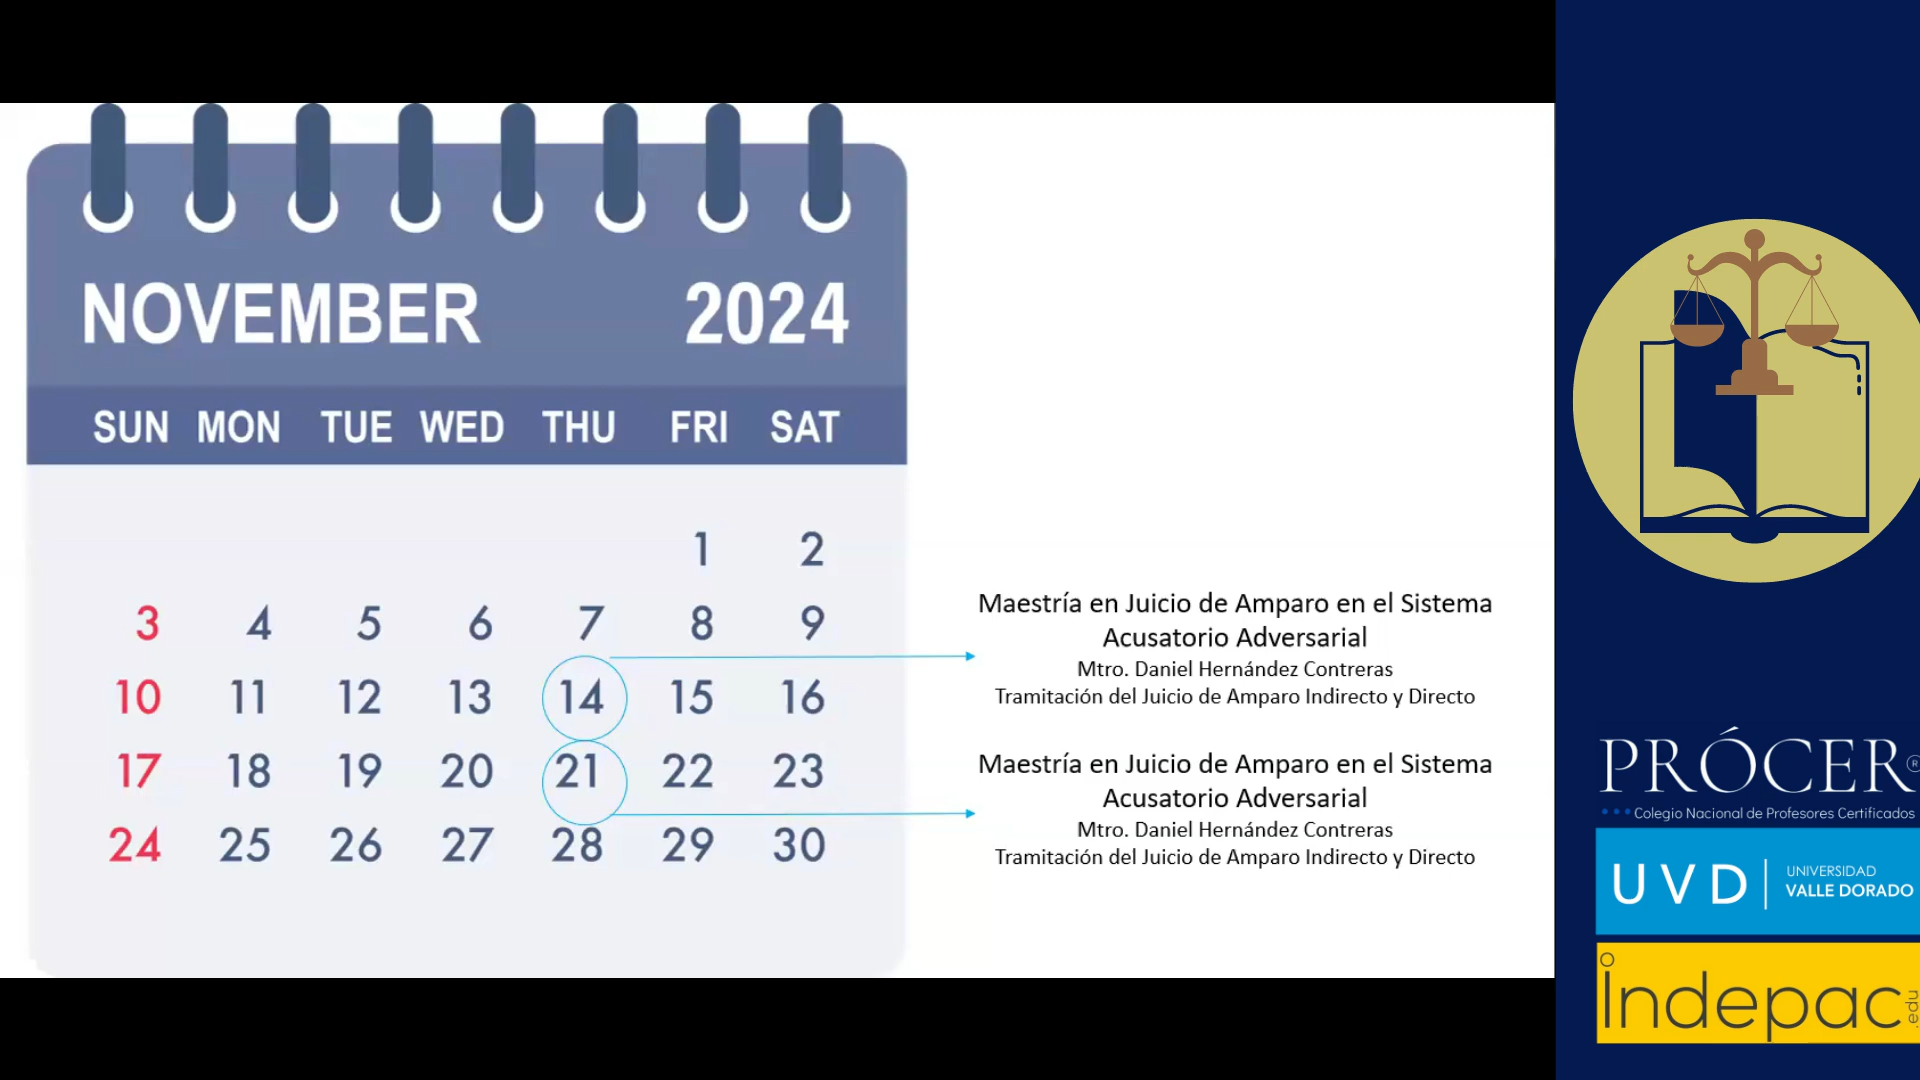 NOVEMBER 2024
SUN MON TUE WED THU FRI SAT
1 2
3 4 5 6 7 8 9
10 11 12 13 14 15 16
17 18 19 20 21 22 23
24 25 26 27 28 29 30
Maestría en Juicio de Amparo en el Sistema
Acusatorio Adversarial
Mtro. Daniel Hernández Contreras
Tramitación del Juicio de Amparo Indirecto y Directo
Maestría en Juicio de Amparo en el Sistema
Acusatorio Adversarial
Mtro. Daniel Hernández Contreras
Tramitación del Juicio de Amparo Indirecto y Directo
PRÓCER®
Colegio Nacional de Profesores Certificados
UVD
UNIVERSIDAD
VALLE DORADO
Indepac
.edu